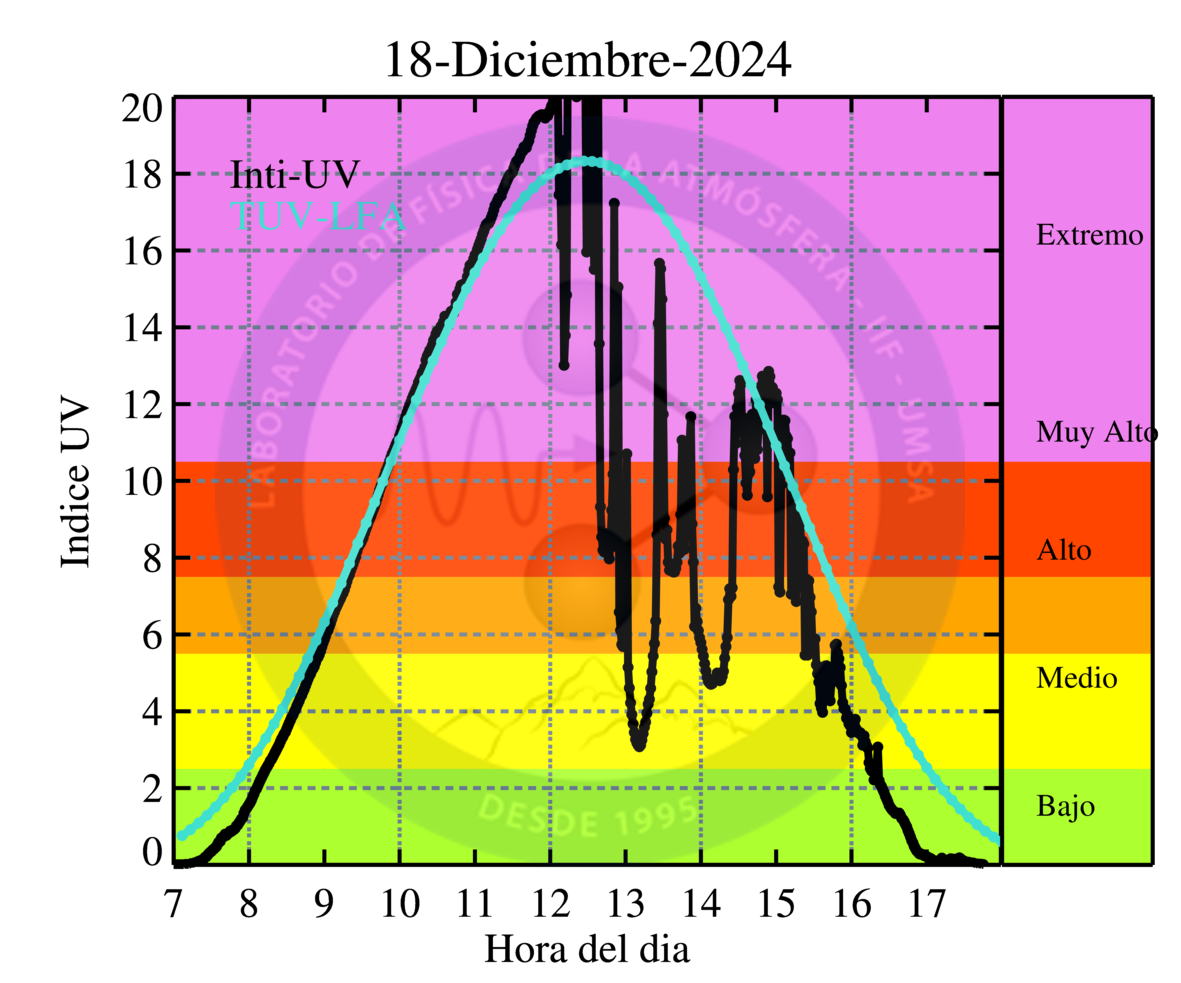 18-Diciembre-2024
Inti-UV
TUV-LFA
Indice UV
20
18
16
14
12
10
8
6
4
2
0
7 8 9 10 11 12 13 14 15 16 17
Hora del dia
Extremo
Muy Alto
Alto
Medio
Bajo
LABORATORIO DE FÍSICA DE LA ATMÓSFERA - IIF - UMSA
DESDE 1995